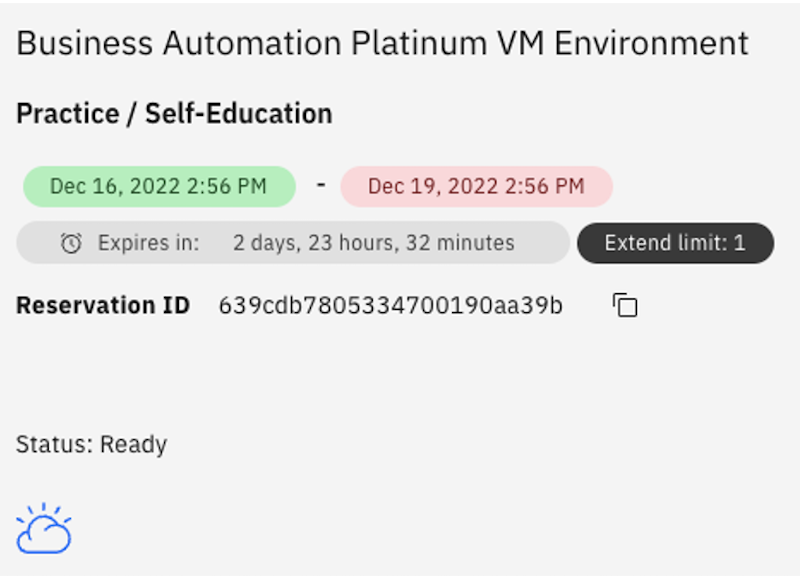 Business Automation Platinum VM Environment
Practice / Self-Education
Dec 16, 2022 2:56 PM - Dec 19, 2022 2:56 PM
Expires in: 2 days, 23 hours, 32 minutes Extend limit: 1
Reservation ID 639cdb7805334700190aa39b
Status: Ready